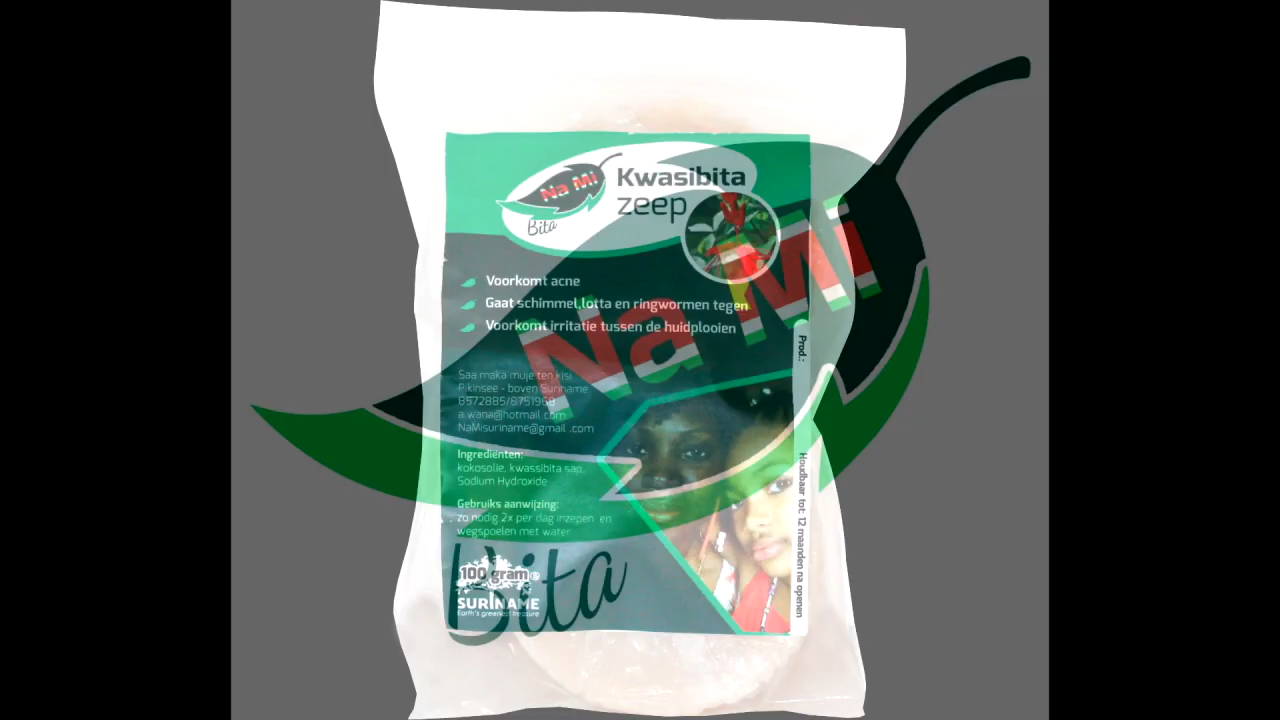 Na Mi
Bita
Kwasibita
zeep
Voorkomt acne
Gaat schimmel,lotta en ringwormen tegen
Voorkomt irritatie tussen de huidplooien
Saa maka muje ten kisi
Pikinsee - boven Suriname
8572885/8751968
a.wana@hotmail.com
NaMisuriname@gmail .com
Ingrediënten:
kokosolie, kwassibita sap,
Sodium Hydroxide
Gebruiks aanwijzing:
zo nodig 2x per dag inzepen en
wegspoelen met water
100 gram
SURINAME
Earth's greenest treasure
Prod.:
Houdbaar tot: 12 maanden na openen
Na Mi
Bita